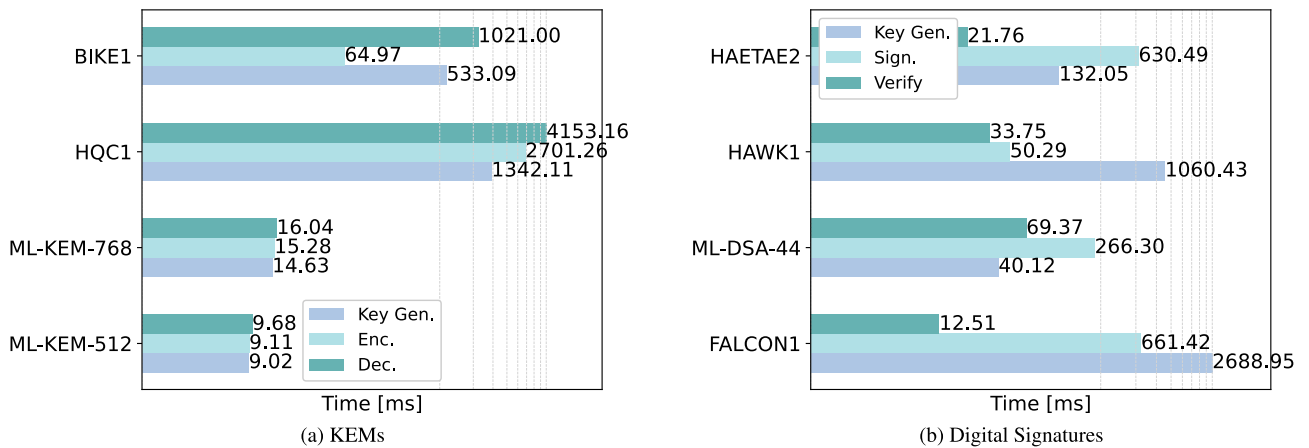 BIKE1
1021.00
64.97
533.09
HQC1
4153.16
2701.26
1342.11
ML-KEM-768
16.04
15.28
14.63
ML-KEM-512
9.68
9.11
9.02
Key Gen.
Enc.
Dec.
Time [ms]
(a) KEMs
HAETAE2
21.76
630.49
132.05
Key Gen.
Sign.
Verify
HAWK1
33.75
50.29
1060.43
ML-DSA-44
69.37
266.30
40.12
FALCON1
12.51
661.42
2688.95
Time [ms]
(b) Digital Signatures